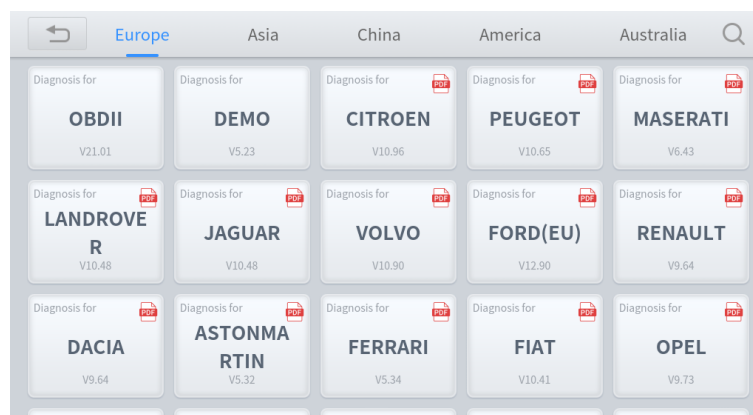 Europe Asia China America Australia
Diagnosis for Diagnosis for Diagnosis for PDF Diagnosis for PDF Diagnosis for PDF
OBDII DEMO CITROEN PEUGEOT MASERATI
V21.01 V5.23 V10.96 V10.65 V6.43
Diagnosis for PDF Diagnosis for PDF Diagnosis for PDF Diagnosis for PDF Diagnosis for PDF
LANDROVE
R JAGUAR VOLVO FORD(EU) RENAULT
V10.48 V10.48 V10.90 V12.90 V9.64
Diagnosis for PDF Diagnosis for PDF Diagnosis for PDF Diagnosis for PDF Diagnosis for PDF
DACIA ASTONMA
RTIN FERRARI FIAT OPEL
V9.64 V5.32 V5.34 V10.41 V9.73